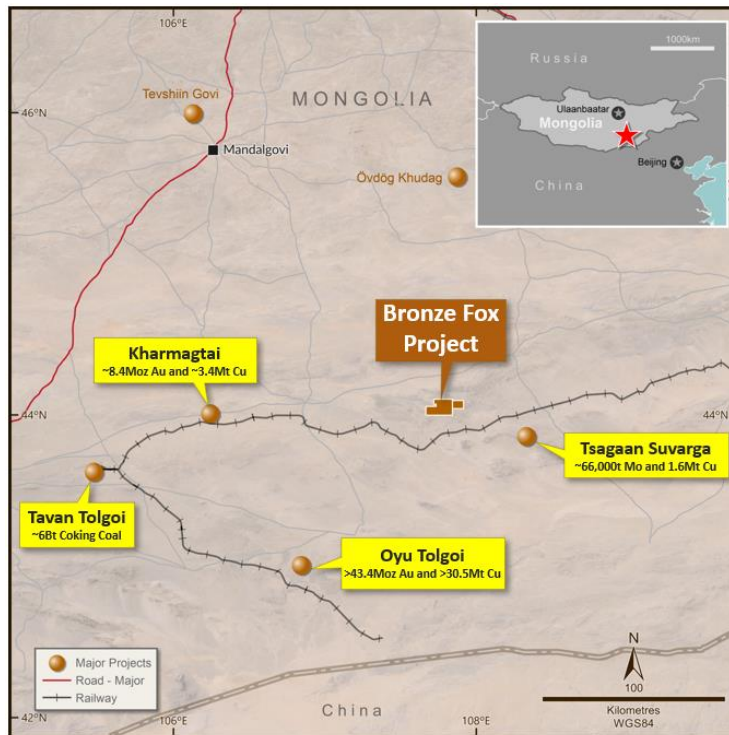 106°E
Tevshiin Govi
46°N
MONGOLIA
Mandalgovi
Övdög Khudag
1000km
Russia
Ulaanbaatar
Mongolia
Beijing
China
Bronze Fox
Project
Kharmagtai
~8.4Moz Au and ~3.4Mt Cu
44°N
44°N
Tsagaan Suvarga
~66,000t Mo and 1.6Mt Cu
Tavan Tolgoi
~6Bt Coking Coal
Oyu Tolgoi
>43.4Moz Au and >30.5Mt Cu
Major Projects
Road - Major
Railway
N
100
Kilometres
WGS84
China
42°N
106°E
108°E